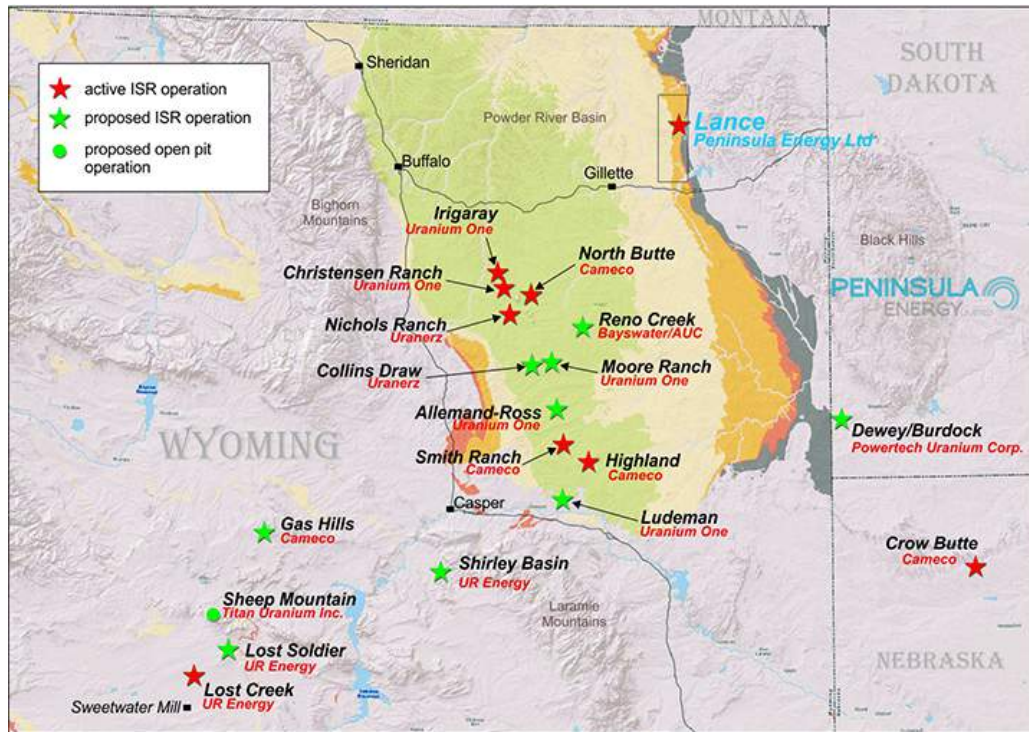 MONTANA
SOUTH
DAKOTA
active ISR operation
proposed ISR operation
proposed open pit
operation
Sheridan
Powder River Basin
Lance
Peninsula Energy Ltd
Buffalo
Gillette
Bighorn
Mountains
Irigaray
Uranium One
North Butte
Cameco
Black Hills
Christensen Ranch
Uranium One
PENINSULA
ENERGY
Nichols Ranch
Uranerz
Reno Creek
Bayswater/AUC
Collins Draw
Uranerz
Moore Ranch
Uranium One
Allemand-Ross
Uranium One
WYOMING
Dewey/Burdock
Powertech Uranium Corp.
Smith Ranch
Cameco
Highland
Cameco
Casper
Gas Hills
Cameco
Ludeman
Uranium One
Crow Butte
Cameco
Shirley Basin
UR Energy
Sheep Mountain
Titan Uranium Inc.
Laramie
Mountains
Lost Soldier
UR Energy
NEBRASKA
Lost Creek
UR Energy
Sweetwater Mill